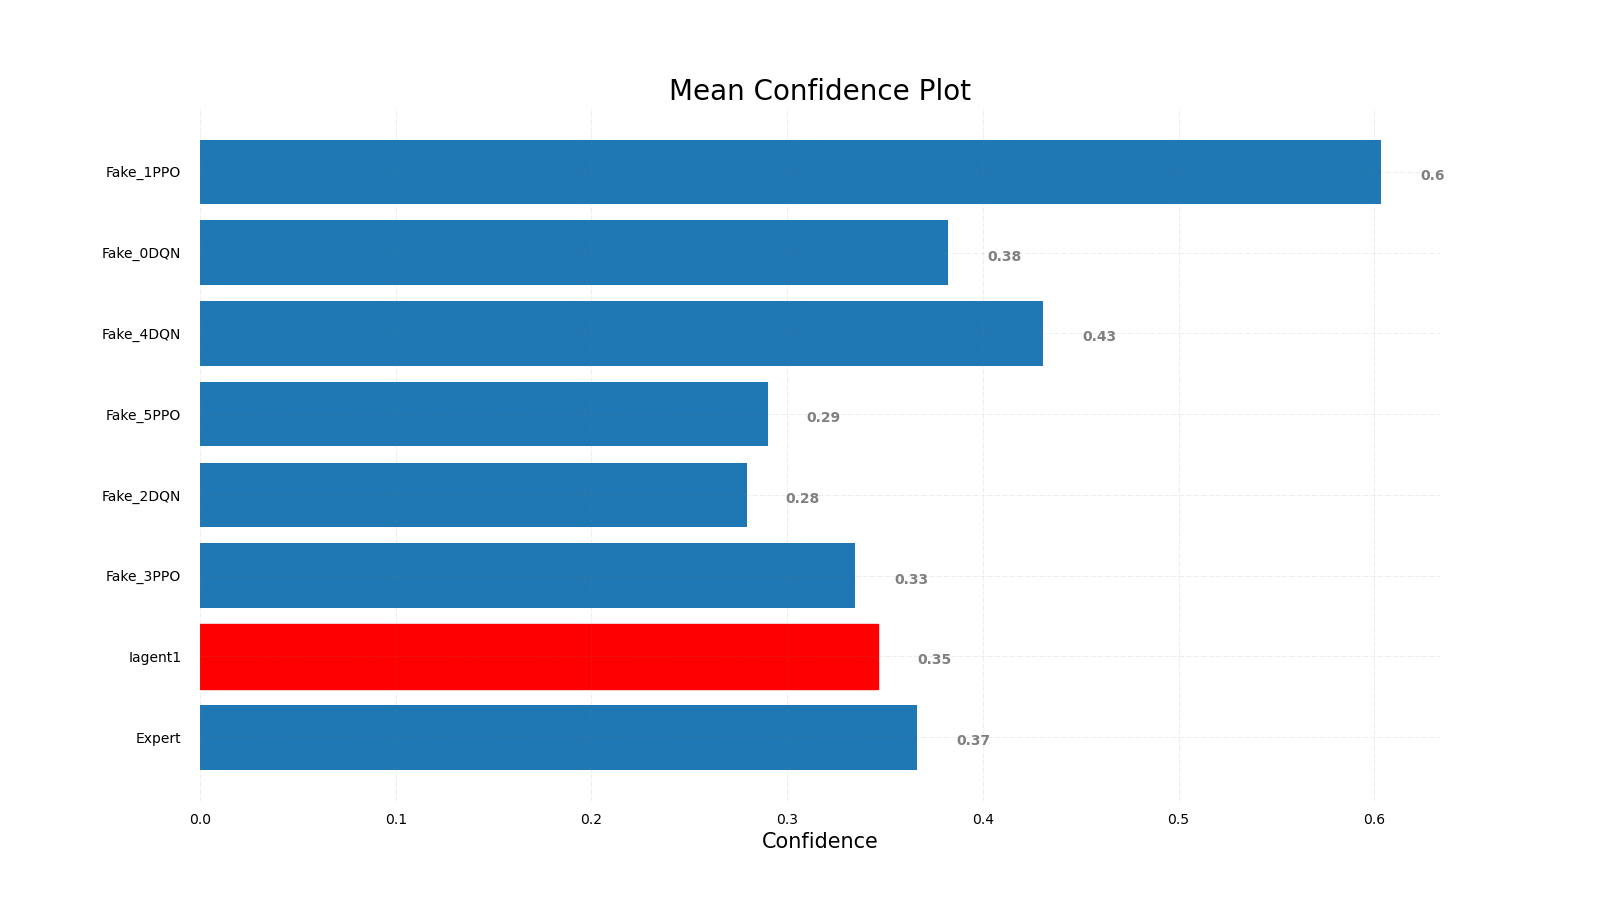 Mean Confidence Plot
Fake_1PPO 0.6
Fake_0DQN 0.38
Fake_4DQN 0.43
Fake_5PPO 0.29
Fake_2DQN 0.28
Fake_3PPO 0.33
Iagent1 0.35
Expert 0.37
0.0 0.1 0.2 0.3 0.4 0.5 0.6
Confidence